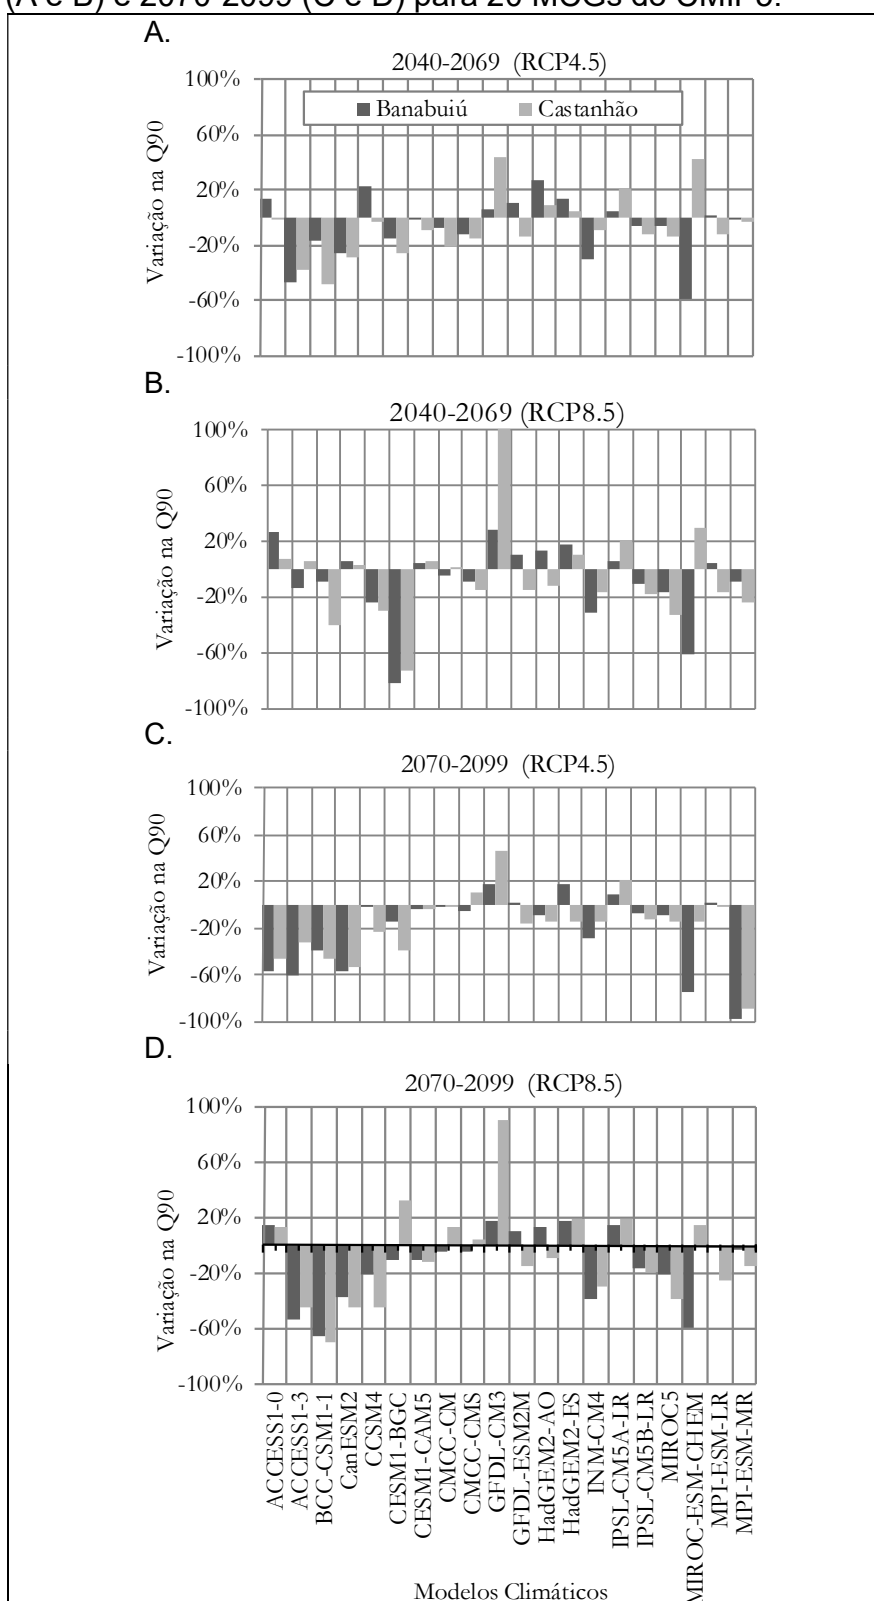 (A e B) e 2070-2099 (C e D) para 20 MCGs do CMIP5.
A.
2040-2069 (RCP4.5)
Banabuiú Castanhão
Variação na Q90
100%
60%
20%
-20%
-60%
-100%
B.
2040-2069 (RCP8.5)
Variação na Q90
100%
60%
20%
-20%
-60%
-100%
C.
2070-2099 (RCP4.5)
Variação na Q90
100%
60%
20%
-20%
-60%
-100%
D.
2070-2099 (RCP8.5)
Variação na Q90
100%
60%
20%
-20%
-60%
-100%
ACCESS1-0
ACCESS1-3
BCC-CSM1-1
CanESM2
CCSM4
CESM1-BGC
CESM1-CAM5
CMCC-CM
CMCC-CMS
GFDL-CM3
GFDL-ESM2M
HadGEM2-AO
HadGEM2-ES
INM-CM4
IPSL-CM5A-LR
IPSL-CM5B-LR
MIROC5
MIROC-ESM-CHEM
MPI-ESM-LR
MPI-ESM-MR
Modelos Climáticos